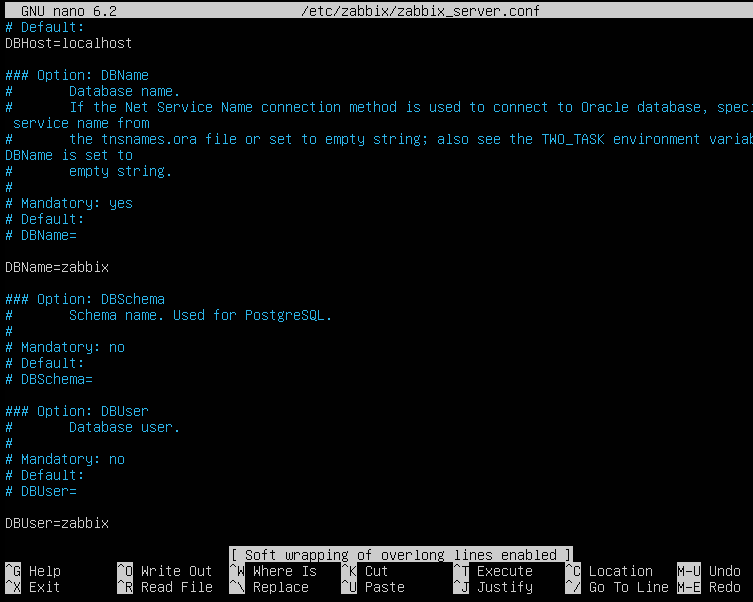 GNU nano 6.2 /etc/zabbix/zabbix_server.conf
# Default:
DBHost=localhost
### Option: DBName
# Database name.
# If the Net Service Name connection method is used to connect to Oracle database, speci
service name from
# the tnsnames.ora file or set to empty string; also see the TWO_TASK environment variab
DBName is set to
# empty string.
#
# Mandatory: yes
# Default:
# DBName=
DBName=zabbix
### Option: DBSchema
# Schema name. Used for PostgreSQL.
#
# Mandatory: no
# Default:
# DBSchema=
### Option: DBUser
# Database user.
#
# Mandatory: no
# Default:
# DBUser=
DBUser=zabbix
[ Soft wrapping of overlong lines enabled ]
^G Help ^O Write Out ^W Where Is ^K Cut ^T Execute ^C Location M-U Undo
^X Exit ^R Read File ^\ Replace ^U Paste ^J Justify ^/ Go To Line M-E Redo